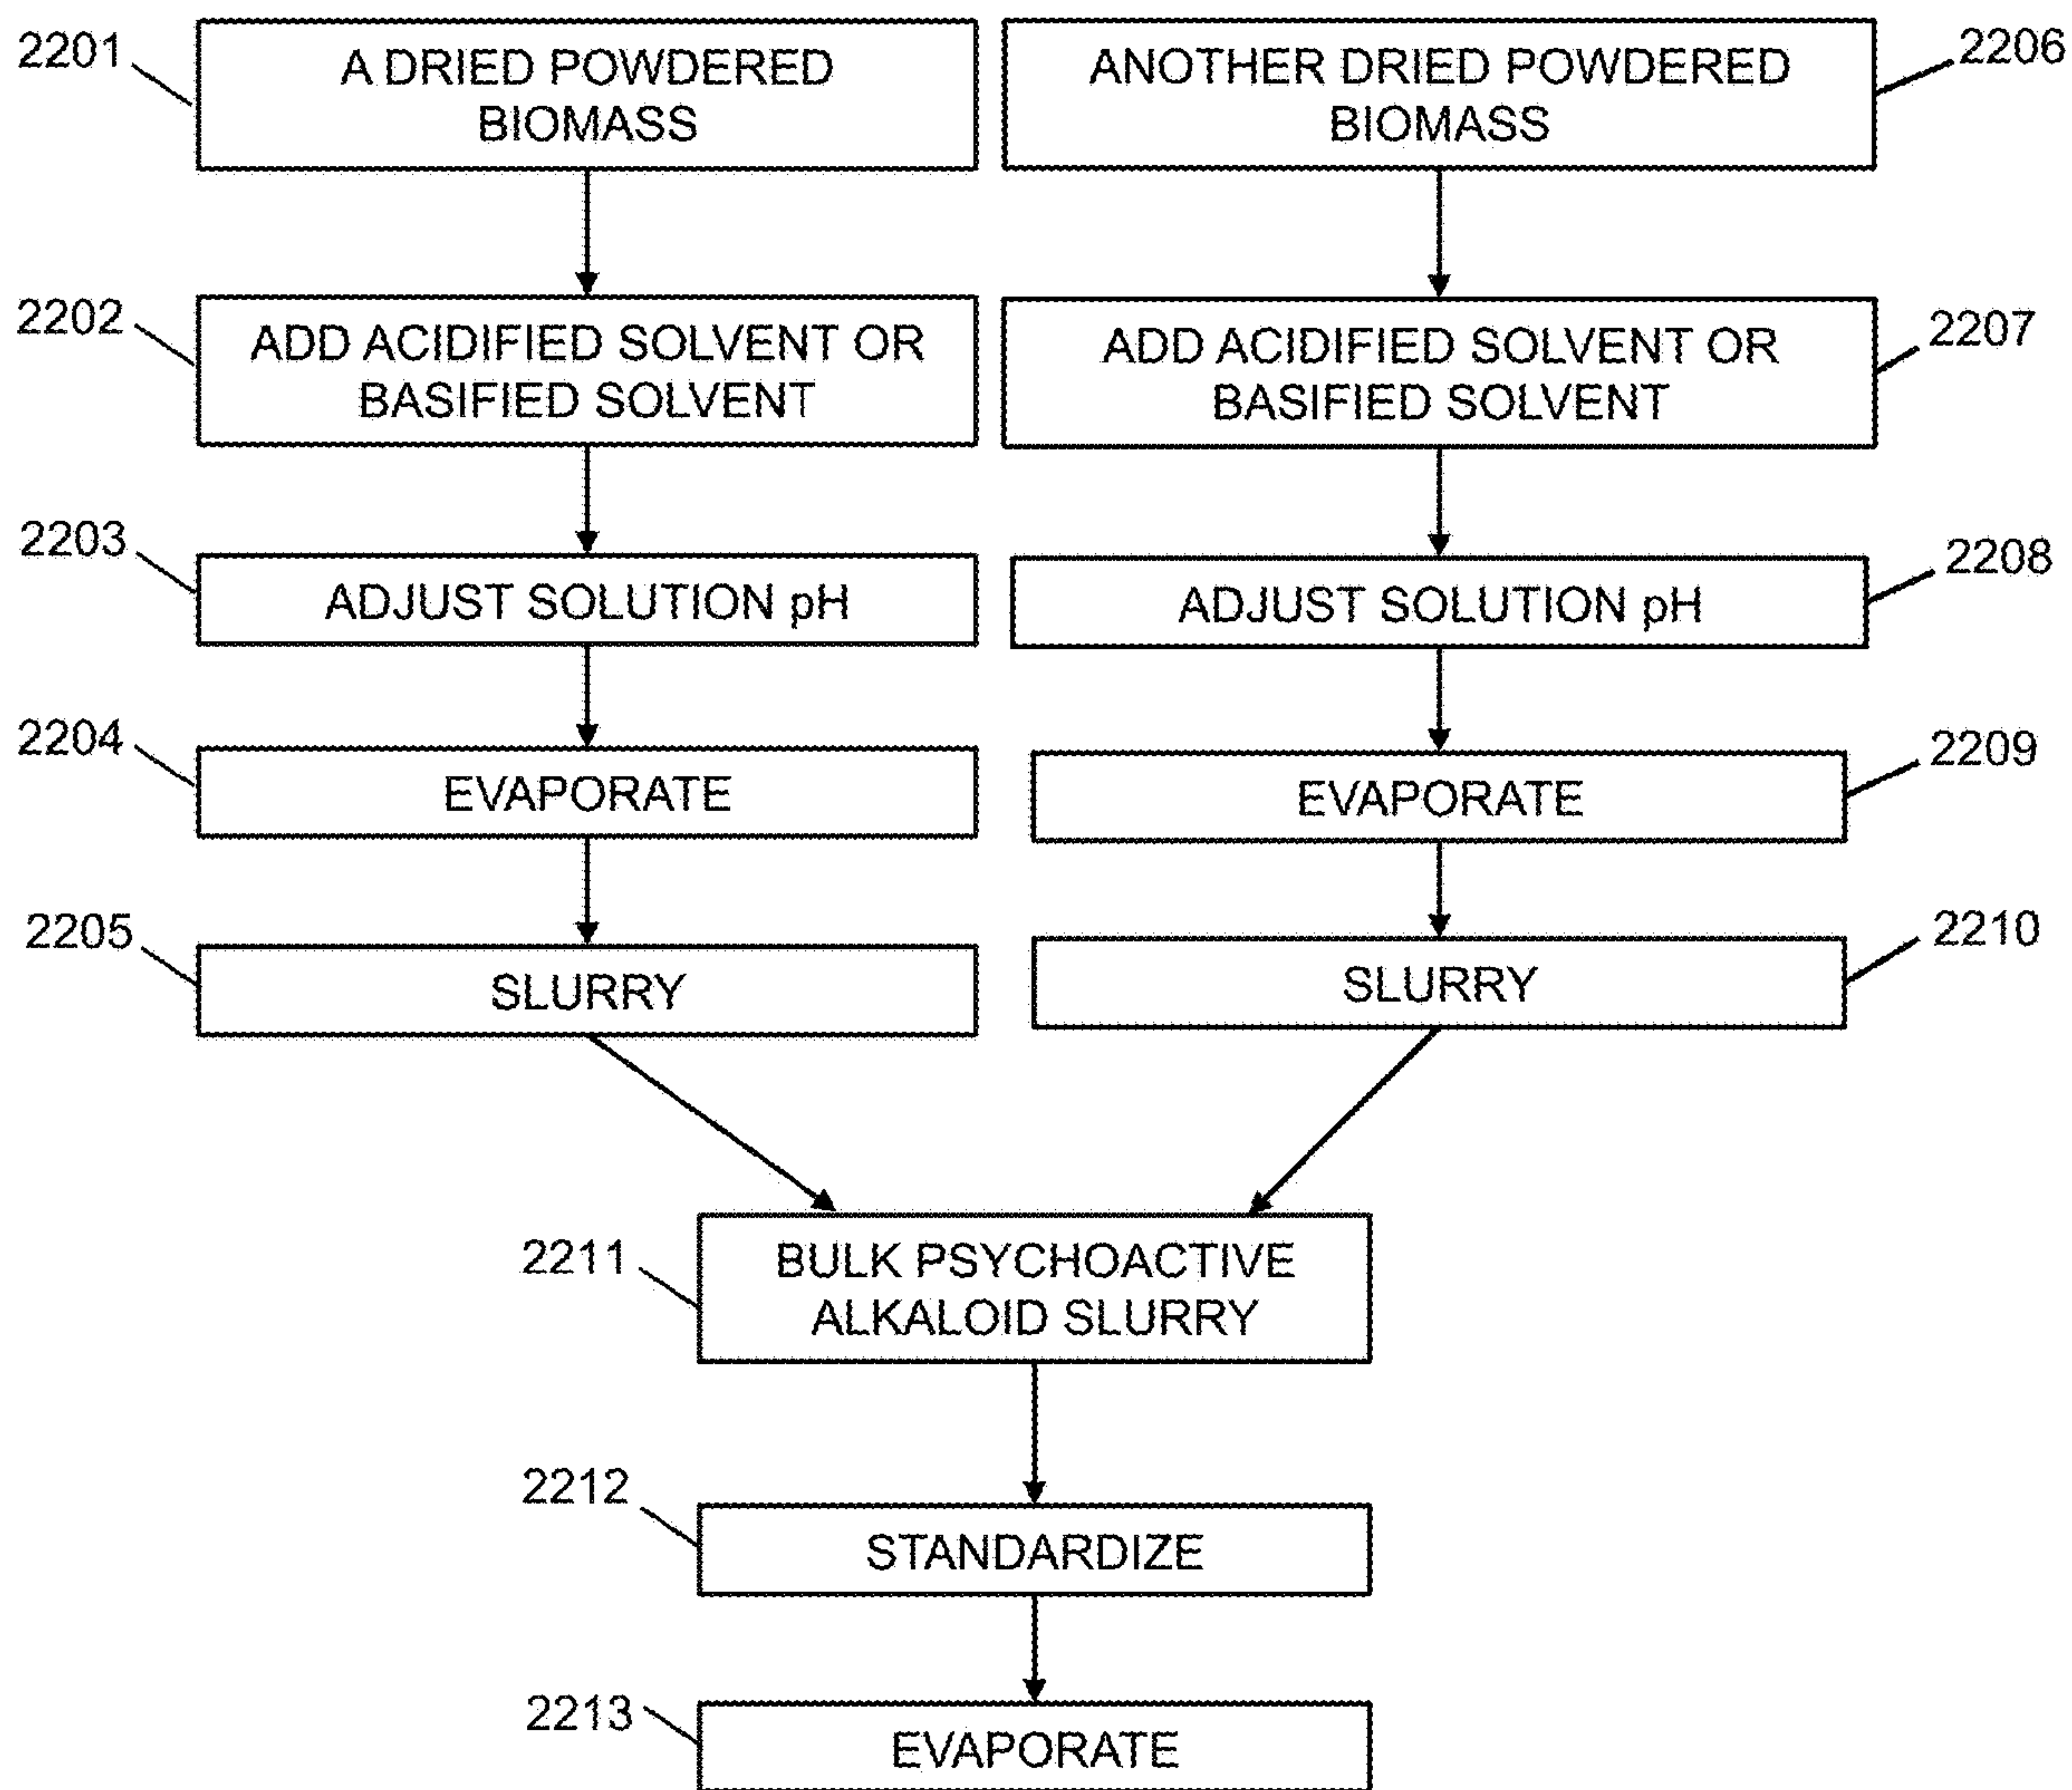 2201
A DRIED POWDERED
BIOMASS
2206
ANOTHER DRIED POWDERED
BIOMASS
2202
ADD ACIDIFIED SOLVENT OR
BASIFIED SOLVENT
2207
ADD ACIDIFIED SOLVENT OR
BASIFIED SOLVENT
2203
ADJUST SOLUTION pH
2208
ADJUST SOLUTION pH
2204
EVAPORATE
2209
EVAPORATE
2205
SLURRY
2210
SLURRY
2211
BULK PSYCHOACTIVE
ALKALOID SLURRY
2212
STANDARDIZE
2213
EVAPORATE